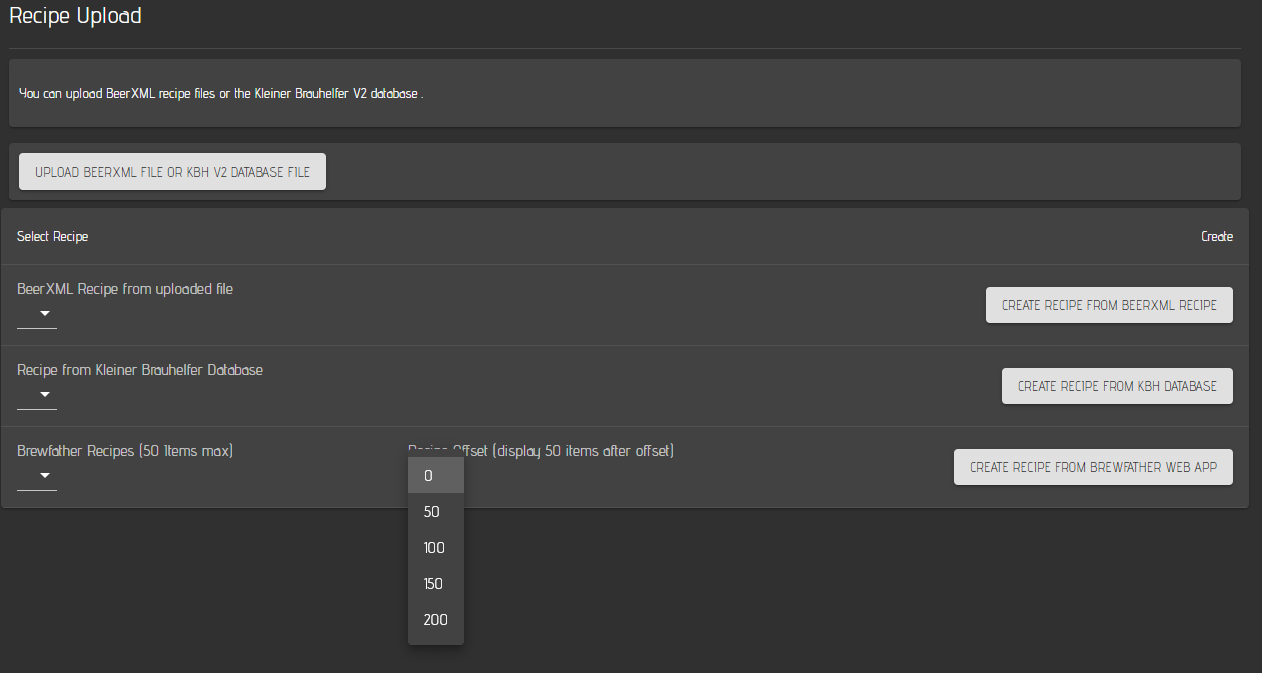 Recipe Upload
You can upload BeerXML recipe files or the Kleiner Brauhelfer V2 database .
UPLOAD BEERXML FILE OR KBH V2 DATABASE FILE
Select Recipe
Create
BeerXML Recipe from uploaded file
CREATE RECIPE FROM BEERXML RECIPE
Recipe from Kleiner Brauhelfer Database
CREATE RECIPE FROM KBH DATABASE
Brewfather Recipes (50 Items max)
Recipe Offset (display 50 items after offset)
CREATE RECIPE FROM BREWFATHER WEB APP
0
50
100
150
200